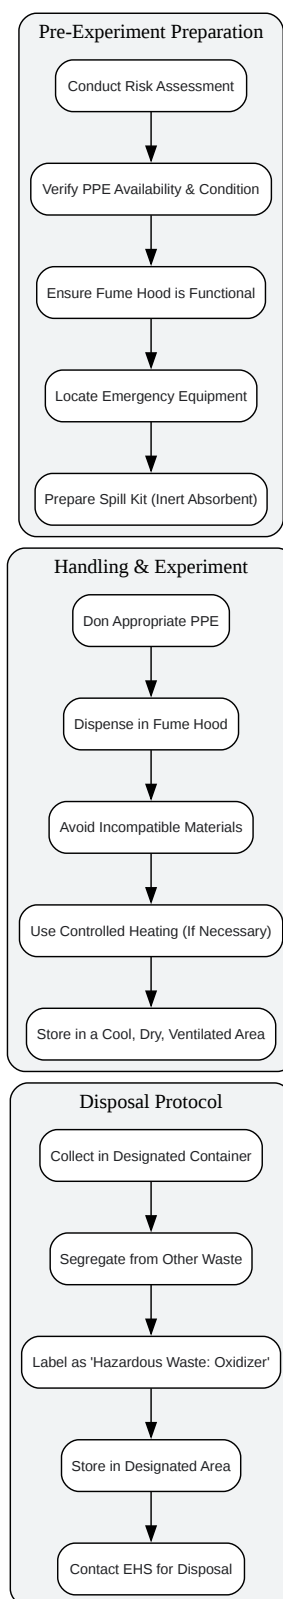 Pre-Experiment Preparation
Conduct Risk Assessment
Verify PPE Availability & Condition
Ensure Fume Hood is Functional
Locate Emergency Equipment
Prepare Spill Kit (Inert Absorbent)
Handling & Experiment
Don Appropriate PPE
Dispense in Fume Hood
Avoid Incompatible Materials
Use Controlled Heating (If Necessary)
Store in a Cool, Dry, Ventilated Area
Disposal Protocol
Collect in Designated Container
Segregate from Other Waste
Label as 'Hazardous Waste: Oxidizer'
Store in Designated Area
Contact EHS for Disposal